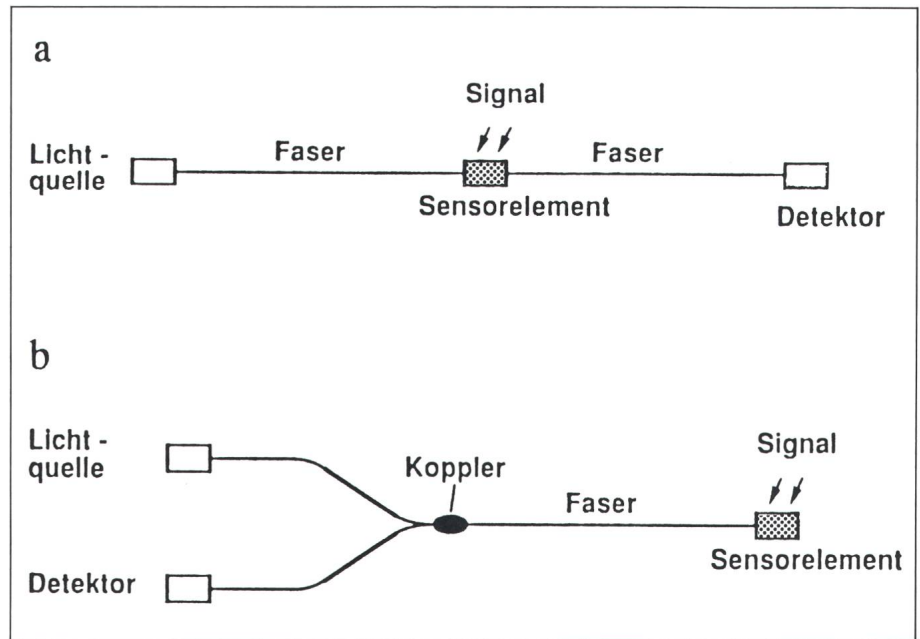 a
Signal
Licht -
quelle
Faser
Faser
Sensorelement
Detektor
b
Licht -
quelle
Koppler
Signal
Faser
Sensorelement
Detektor